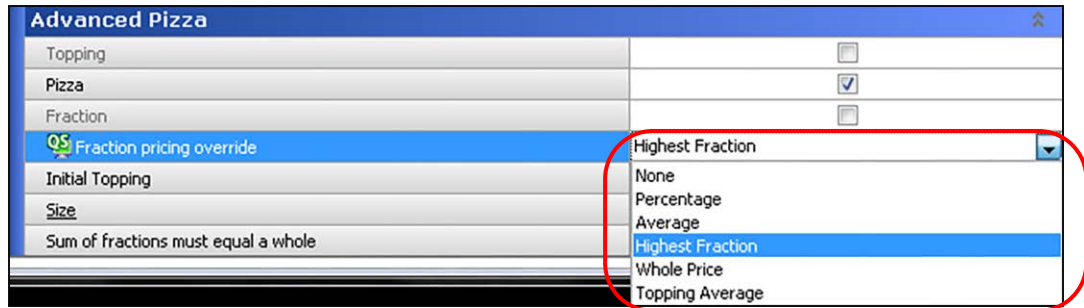 Advanced Pizza
Topping
Pizza
Fraction
QS Fraction pricing override Highest Fraction
Initial Topping None
Percentage
Size Average
Highest Fraction
Sum of fractions must equal a whole Whole Price
Topping Average